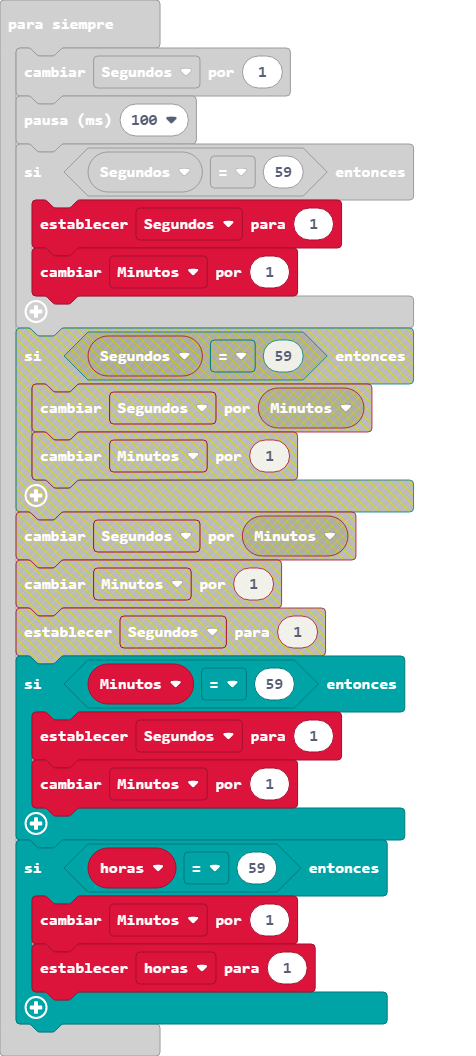 para siempre
cambiar Segundos por 1
pausa (ms) 100
si Segundos = 59 entonces
establecer Segundos para 1
cambiar Minutos por 1
si Segundos = 59 entonces
cambiar Segundos por Minutos
cambiar Minutos por 1
cambiar Segundos por Minutos
cambiar Minutos por 1
establecer Segundos para 1
si Minutos = 59 entonces
establecer Segundos para 1
cambiar Minutos por 1
si horas = 59 entonces
cambiar Minutos por 1
establecer horas para 1